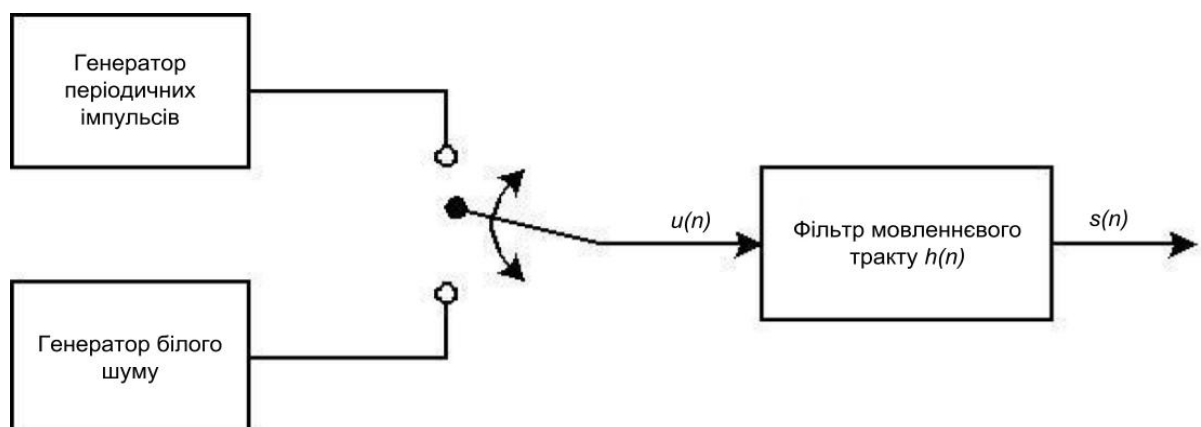 Генератор
періодичних
імпульсів
u(n)
Фільтр мовленнєвого
тракту h(n)
s(n)
Генератор білого
шуму